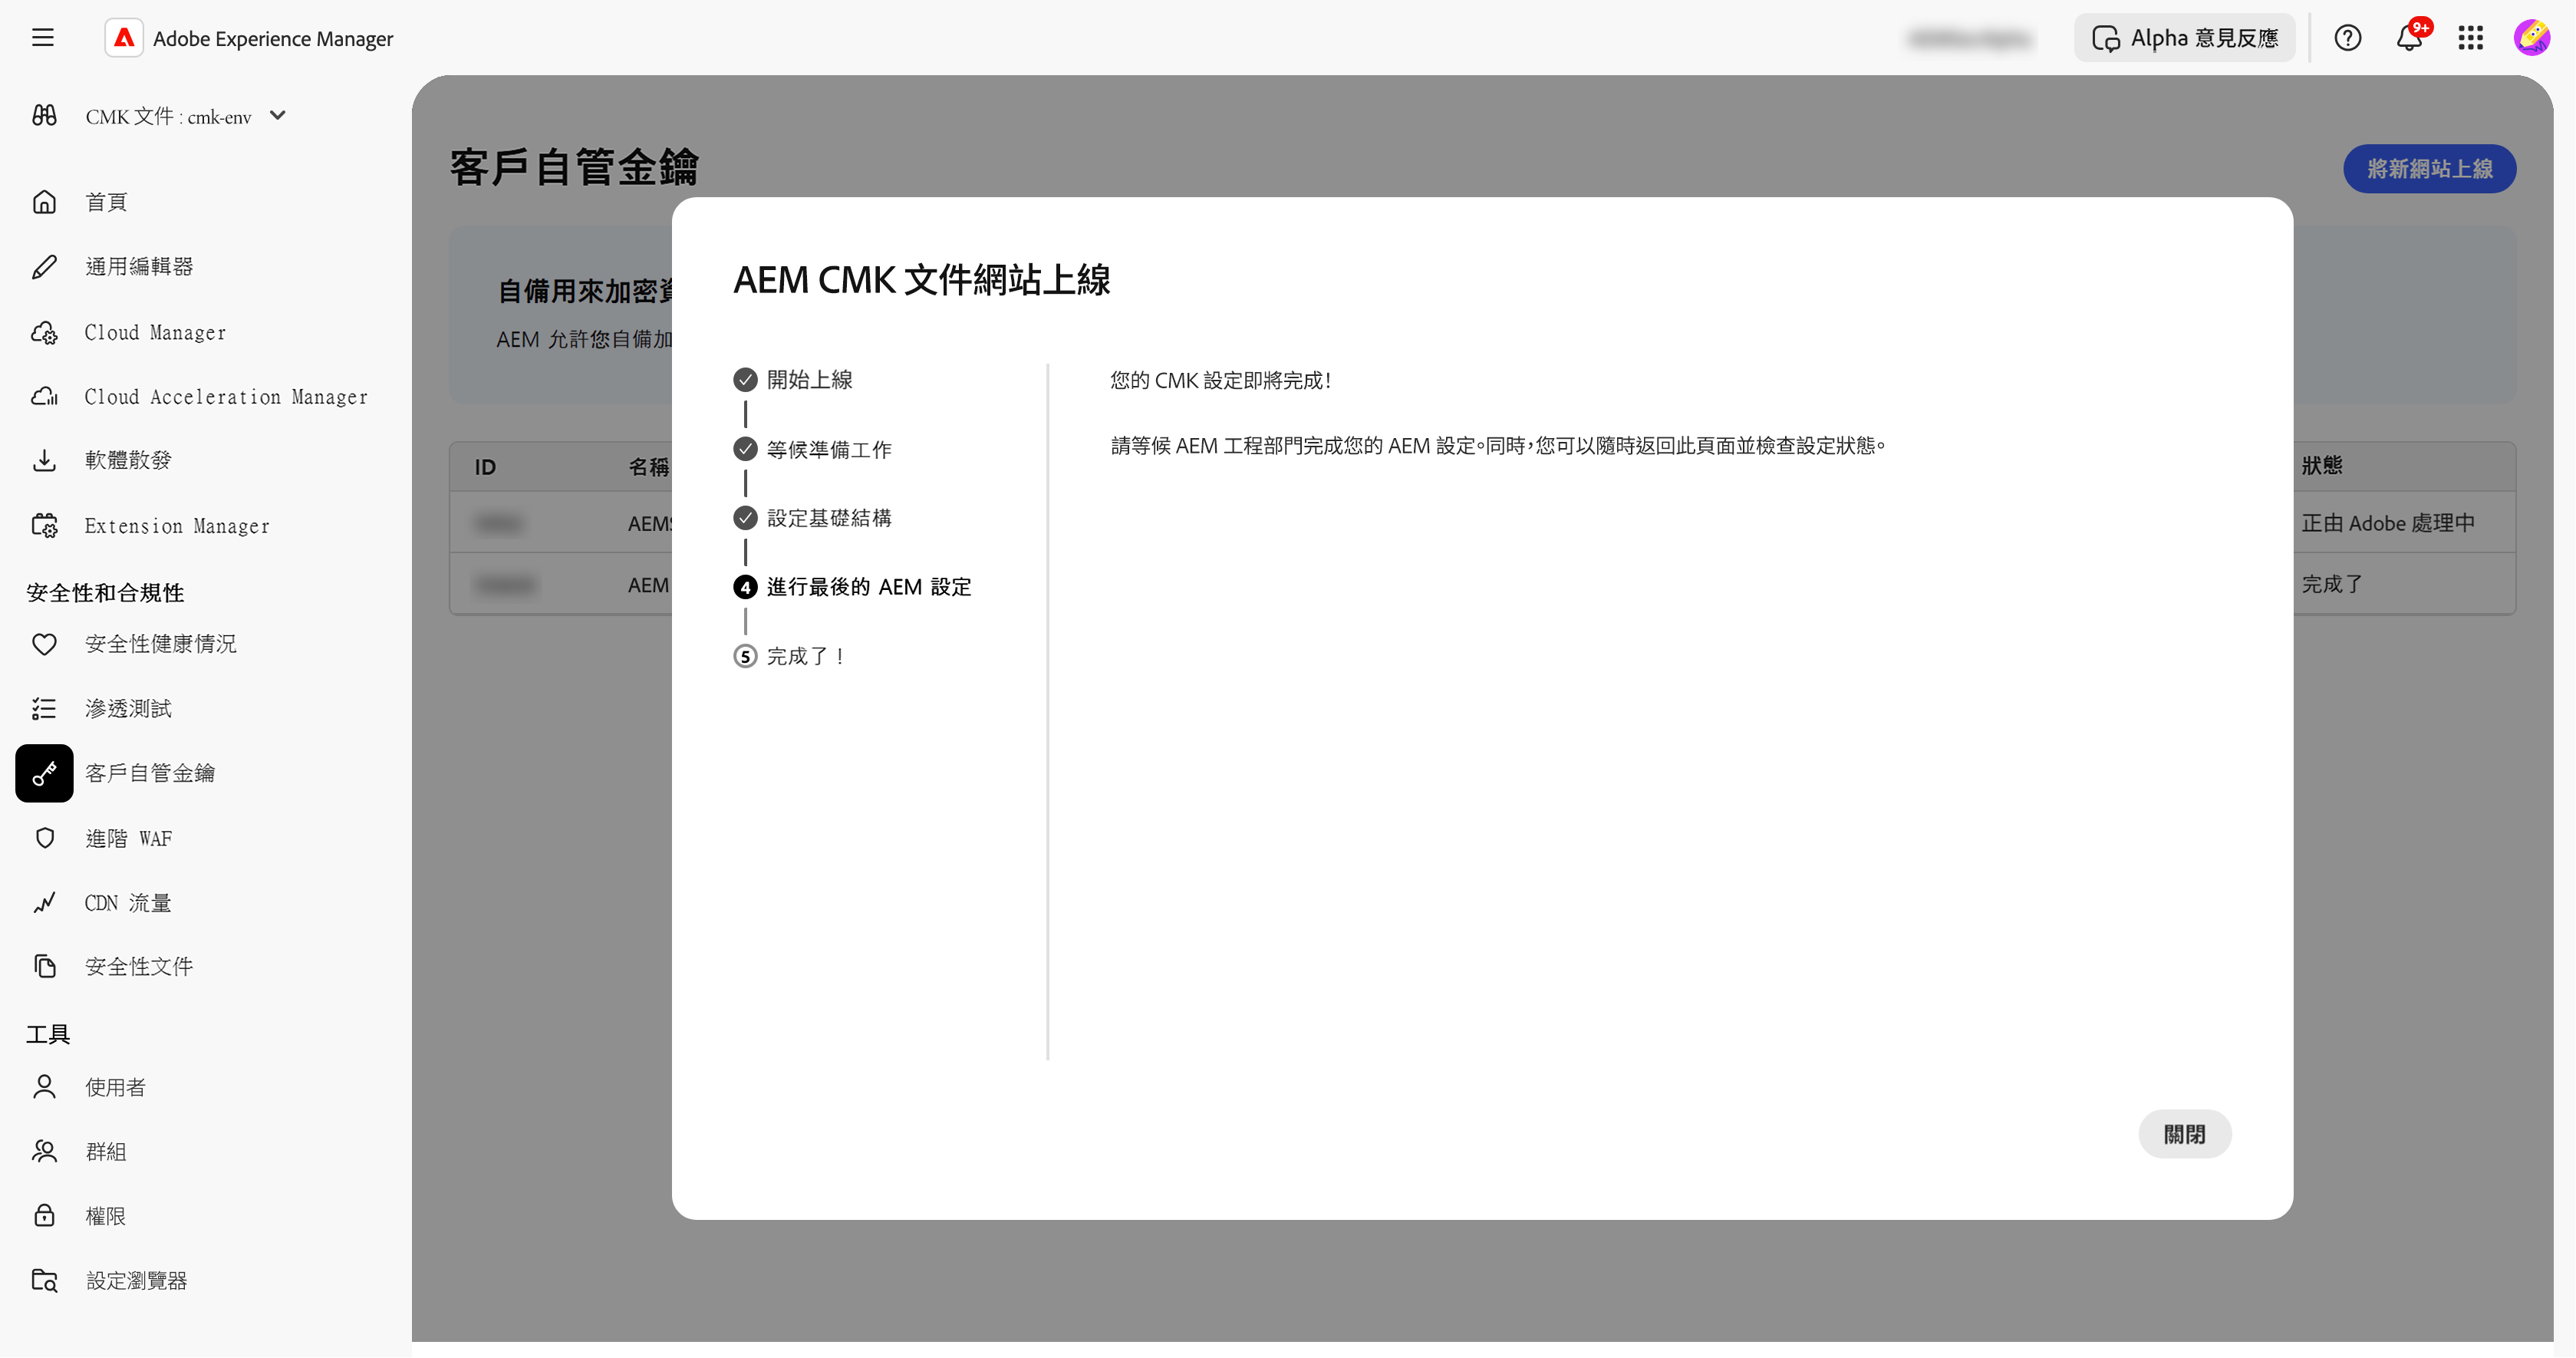 Adobe Experience Manager
Alpha 意見反應
9+
CMK 文件 : cmk-env
首頁
通用編輯器
Cloud Manager
Cloud Acceleration Manager
軟體散發
Extension Manager
安全性和合規性
安全性健康情況
滲透測試
客戶自管金鑰
進階 WAF
CDN 流量
安全性文件
工具
使用者
群組
權限
設定瀏覽器
客戶自管金鑰
將新網站上線
自備用來加密資
AEM 允許您自備加
ID 名稱 狀態
AEMS 正由 Adobe 處理中
AEM 完成了
AEM CMK 文件網站上線
開始上線
等候準備工作
設定基礎結構
4 進行最後的 AEM 設定
5 完成了！
您的 CMK 設定即將完成！
請等候 AEM 工程部門完成您的 AEM 設定。同時，您可以隨時返回此頁面並檢查設定狀態。
關閉